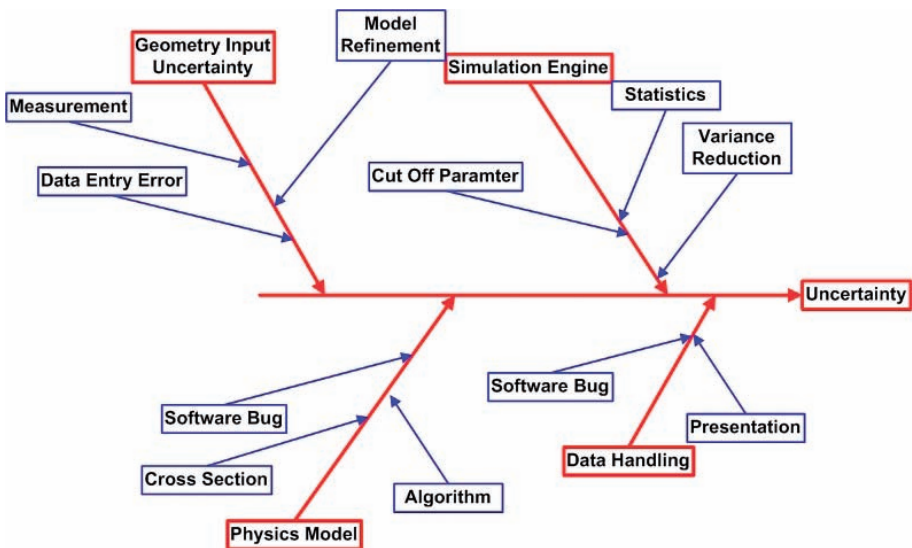 Geometry Input
Uncertainty
Model
Refinement
Simulation Engine
Statistics
Measurement
Variance
Reduction
Data Entry Error
Cut Off Paramter
Uncertainty
Software Bug
Software Bug
Presentation
Cross Section
Data Handling
Algorithm
Physics Model